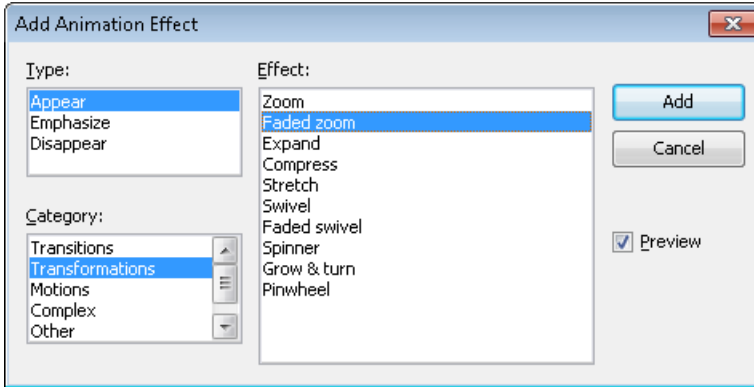 Add Animation Effect
Type:
Appear
Emphasize
Disappear
Category:
Transitions
Transformations
Motions
Complex
Other
Effect:
Zoom
Faded zoom
Expand
Compress
Stretch
Swivel
Faded swivel
Spinner
Grow & turn
Pinwheel
Add
Cancel
Preview